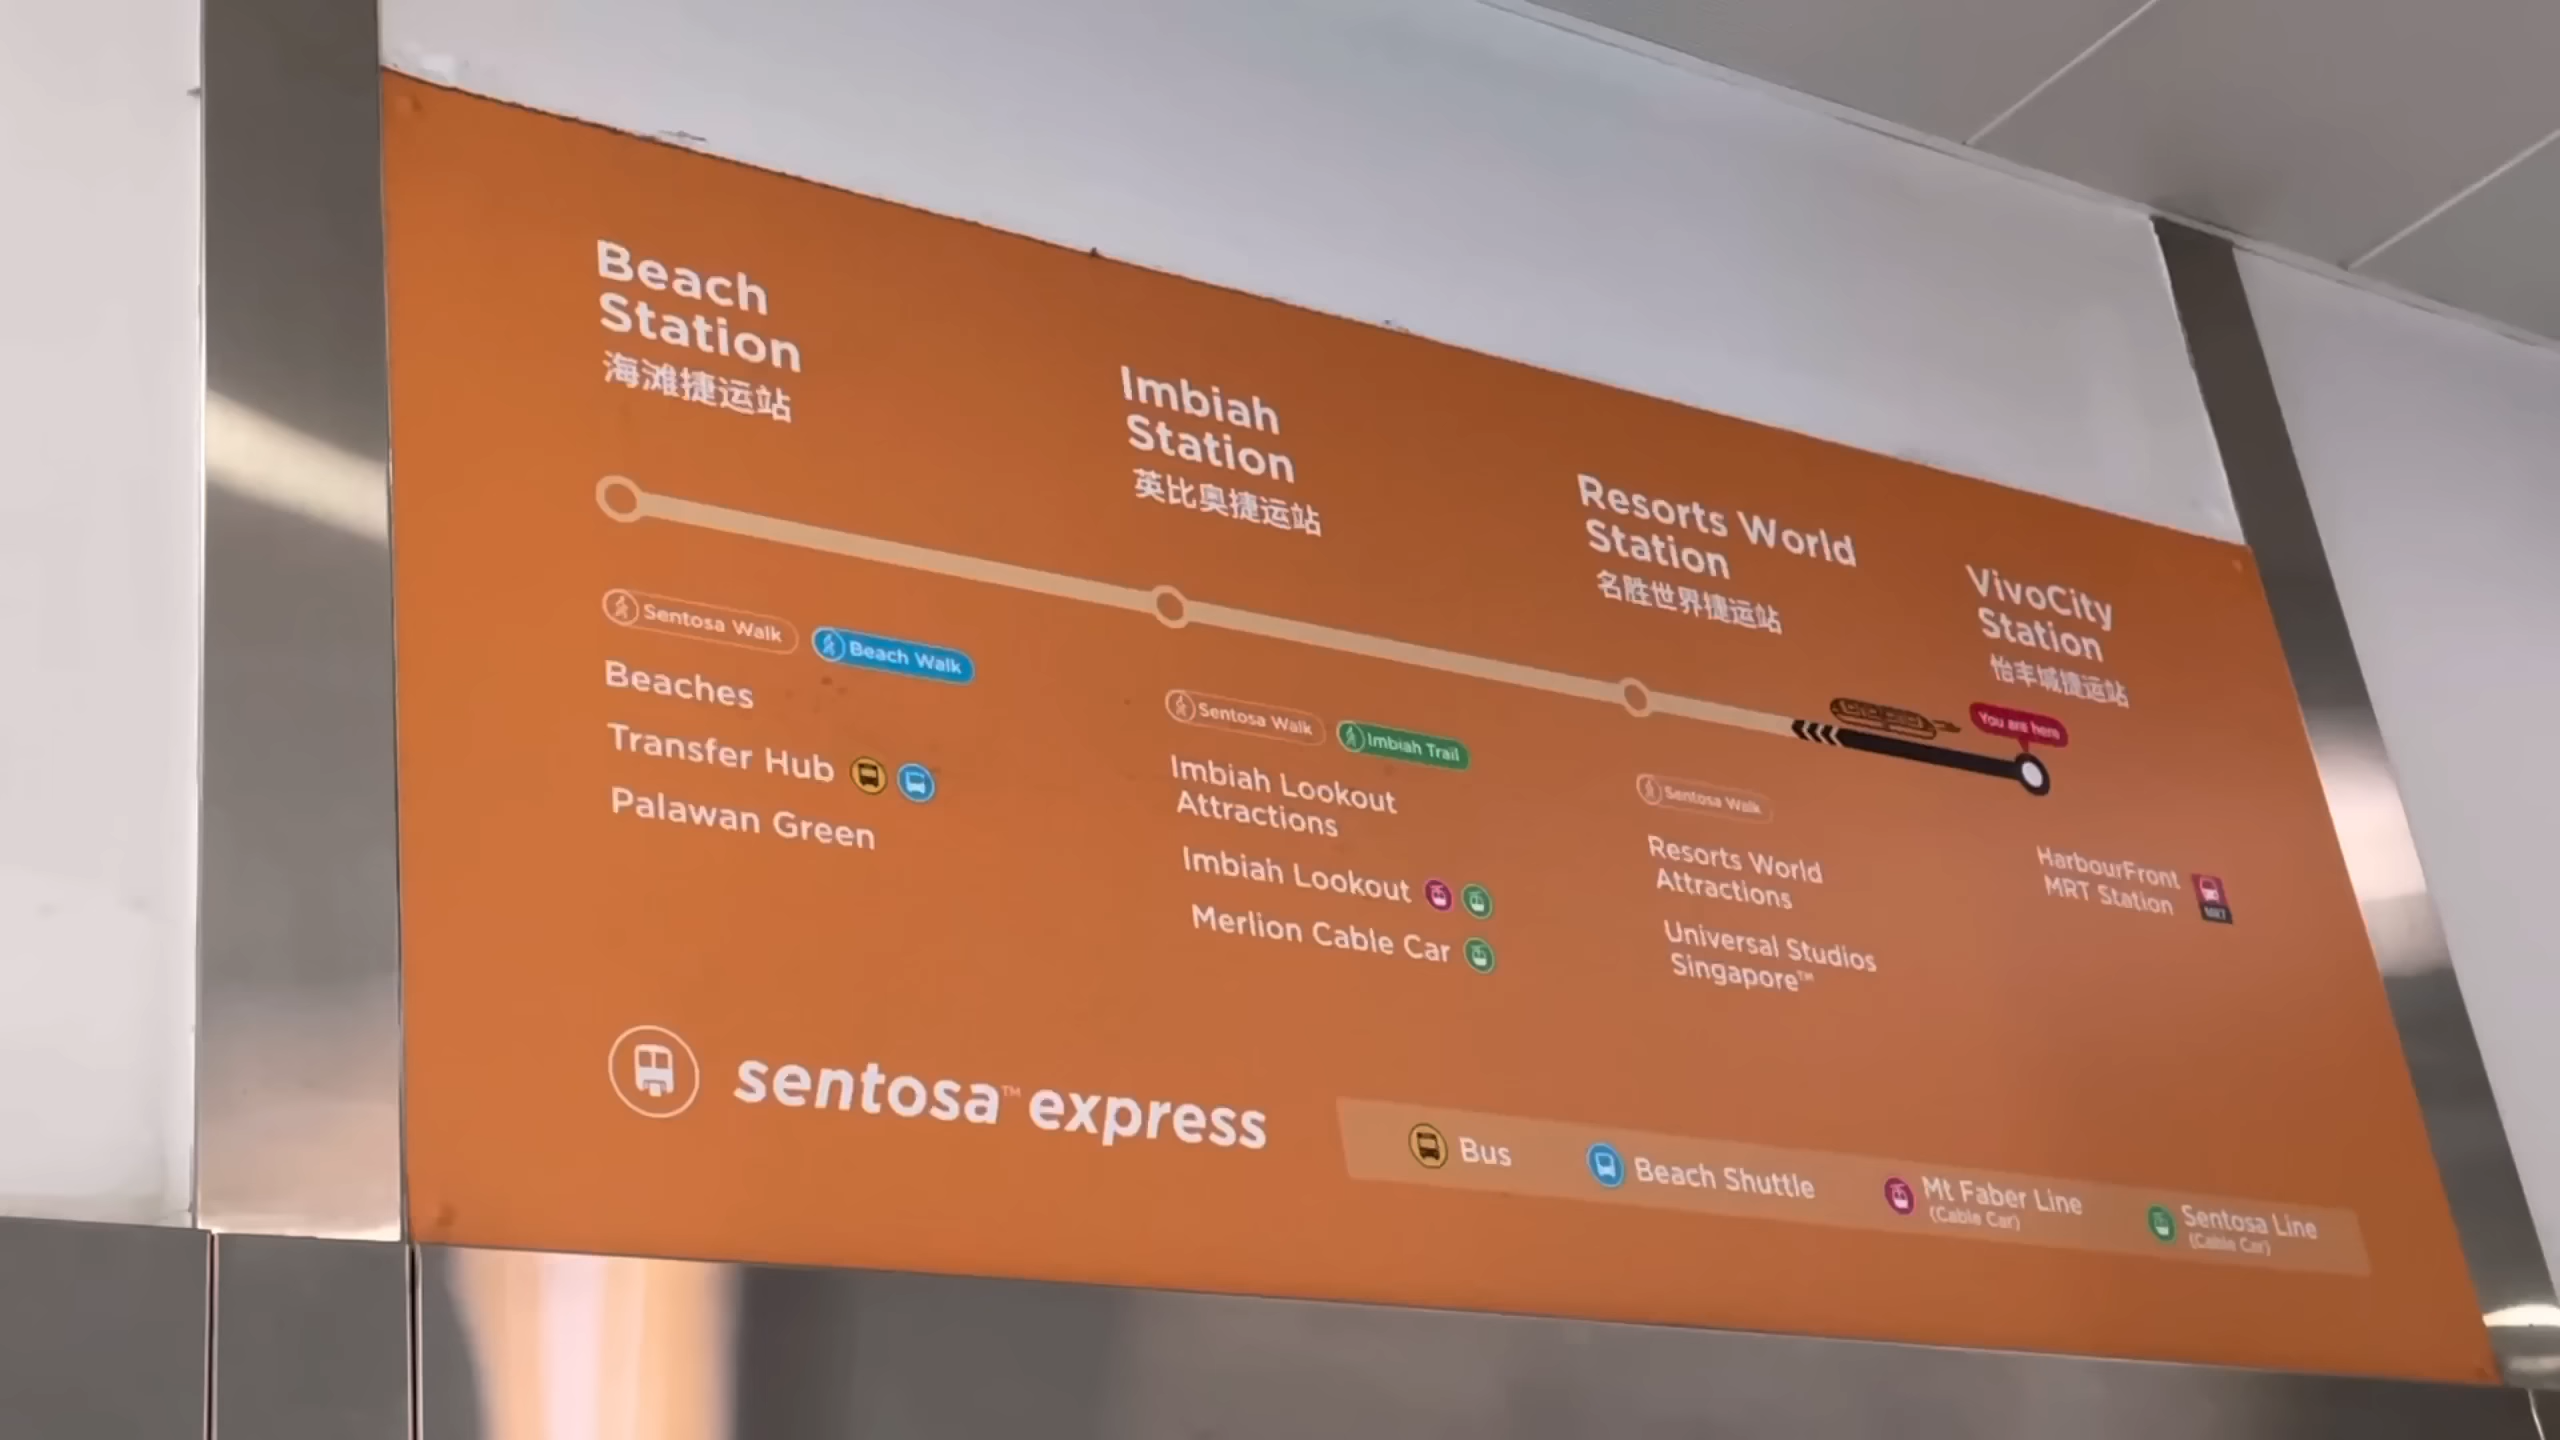 Beach
Station
海滩捷运站
Imbiah
Station
英比奥捷运站
Resorts World
Station
名胜世界捷运站
VivoCity
Station
怡丰城捷运站
You are here
Sentosa Walk
Beach Walk
Beaches
Transfer Hub
Palawan Green
Sentosa Walk
Imbiah Trail
Imbiah Lookout
Attractions
Imbiah Lookout
Merlion Cable Car
Sentosa Walk
Resorts World
Attractions
Universal Studios
Singapore™
HarbourFront
MRT Station
MRT
sentosa™ express
Bus
Beach Shuttle
Mt Faber Line
(Cable Car)
Sentosa Line
(Cable Car)